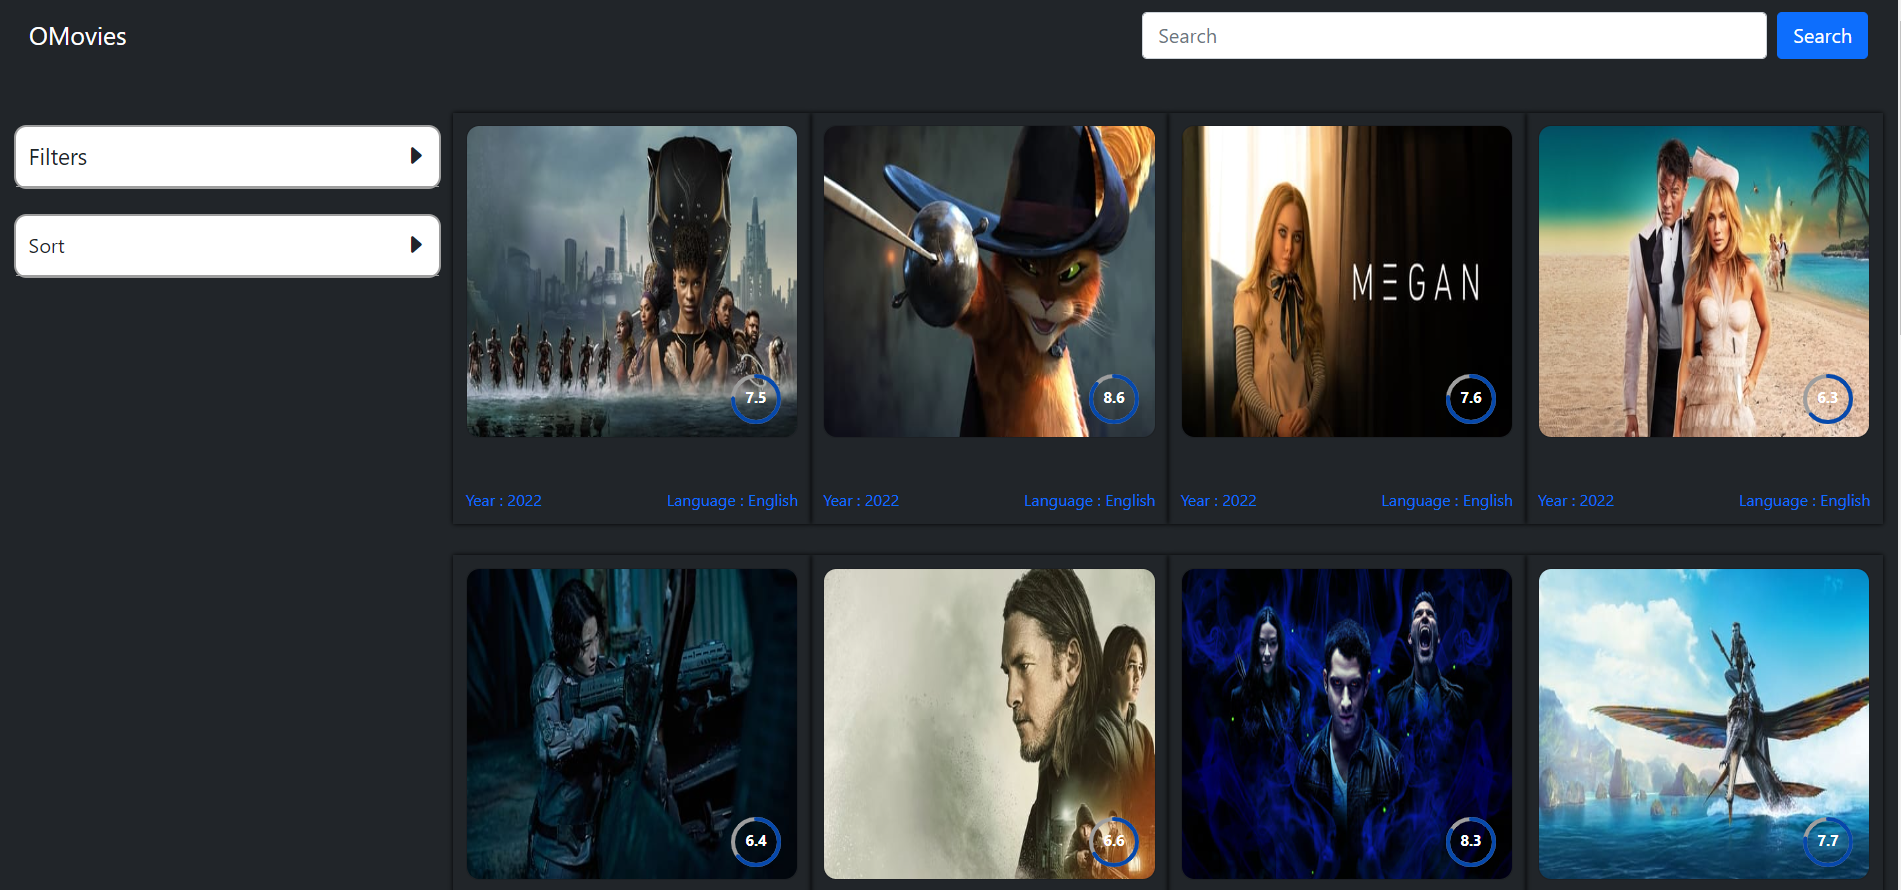 OMovies
Search
Search
Filters
Sort
MEGAN
7.5
8.6
7.6
6.3
Year : 2022
Language : English
Year : 2022
Language : English
Year : 2022
Language : English
Year : 2022
Language : English
6.4
6.6
8.3
7.7